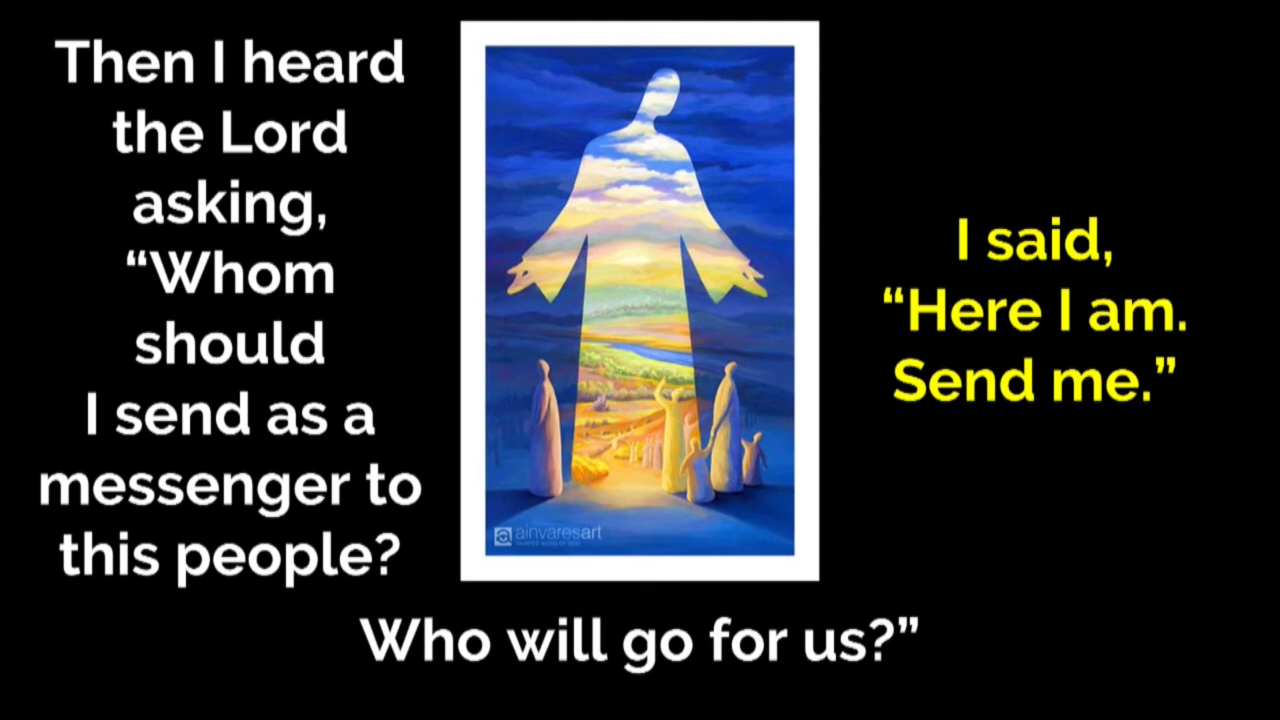 Then I heard
the Lord
asking,
“Whom
should
I send as a
messenger to
this people?
Who will go for us?”
I said,
“Here I am.
Send me.”
ainvaresart